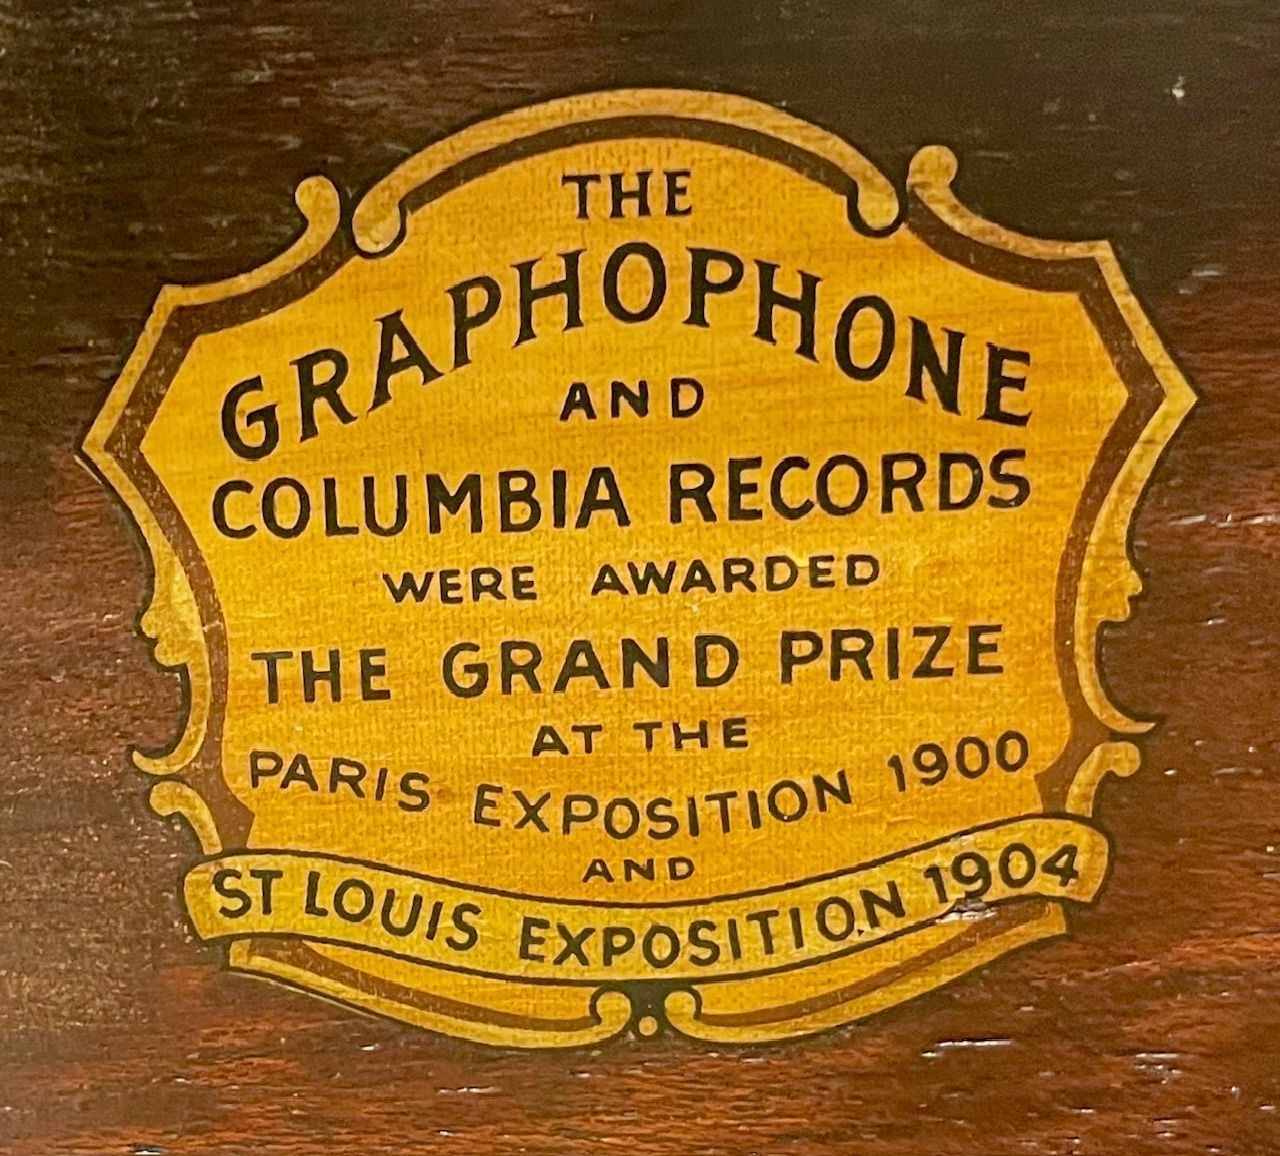 THE
GRAPHOPHONE
AND
COLUMBIA RECORDS
WERE AWARDED
THE GRAND PRIZE
AT THE
PARIS EXPOSITION 1900
AND
ST LOUIS EXPOSITION 1904